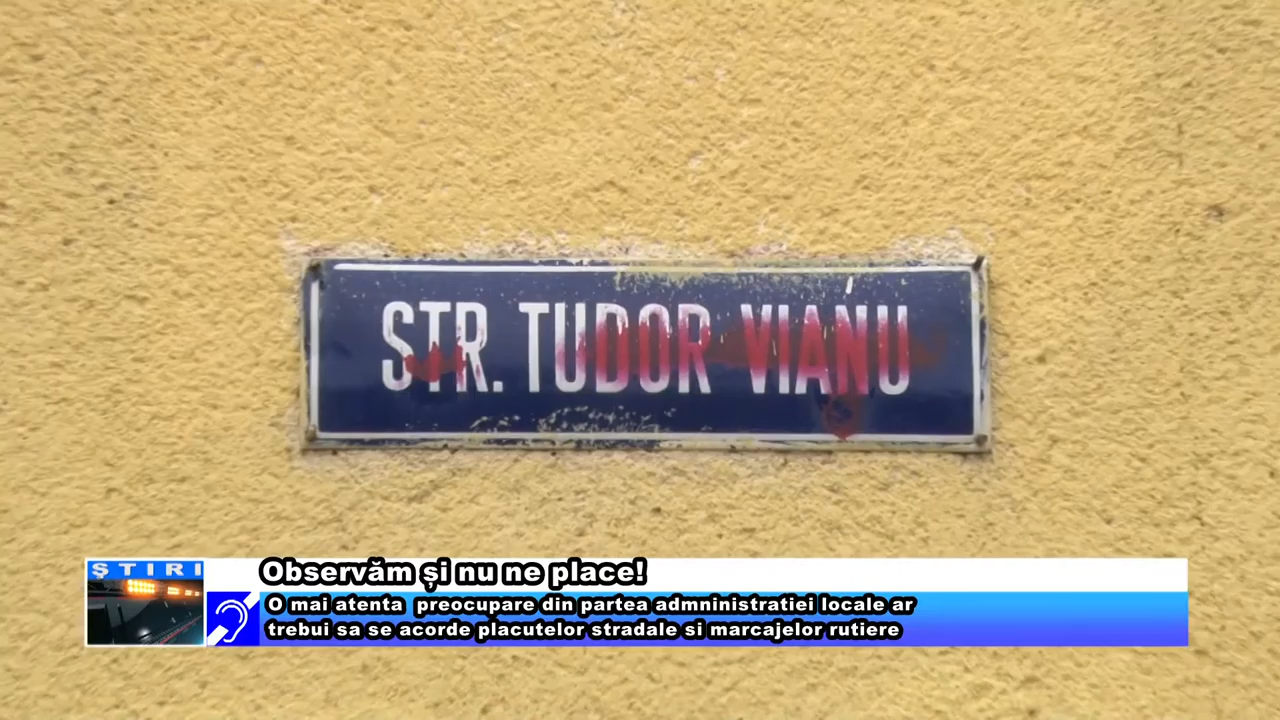 STR. TUDOR VIANU
ȘTIRI
Observăm și nu ne place!
O mai atenta preocupare din partea admninistratiei locale ar
trebui sa se acorde placutelor stradale si marcajelor rutiere